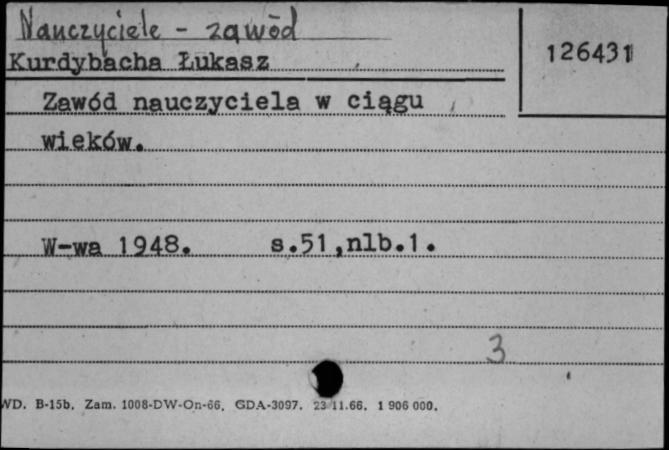 Nauczyciele - zawód
Kurdybacha Łukasz
126431
Zawód nauczyciela w ciągu
wieków.
W-wa 1948. s.51,nlb.1.
3
WD. B-15b. Zam. 1008-DW-On-66. GDA-3097. 23 11.66. 1 906 000.